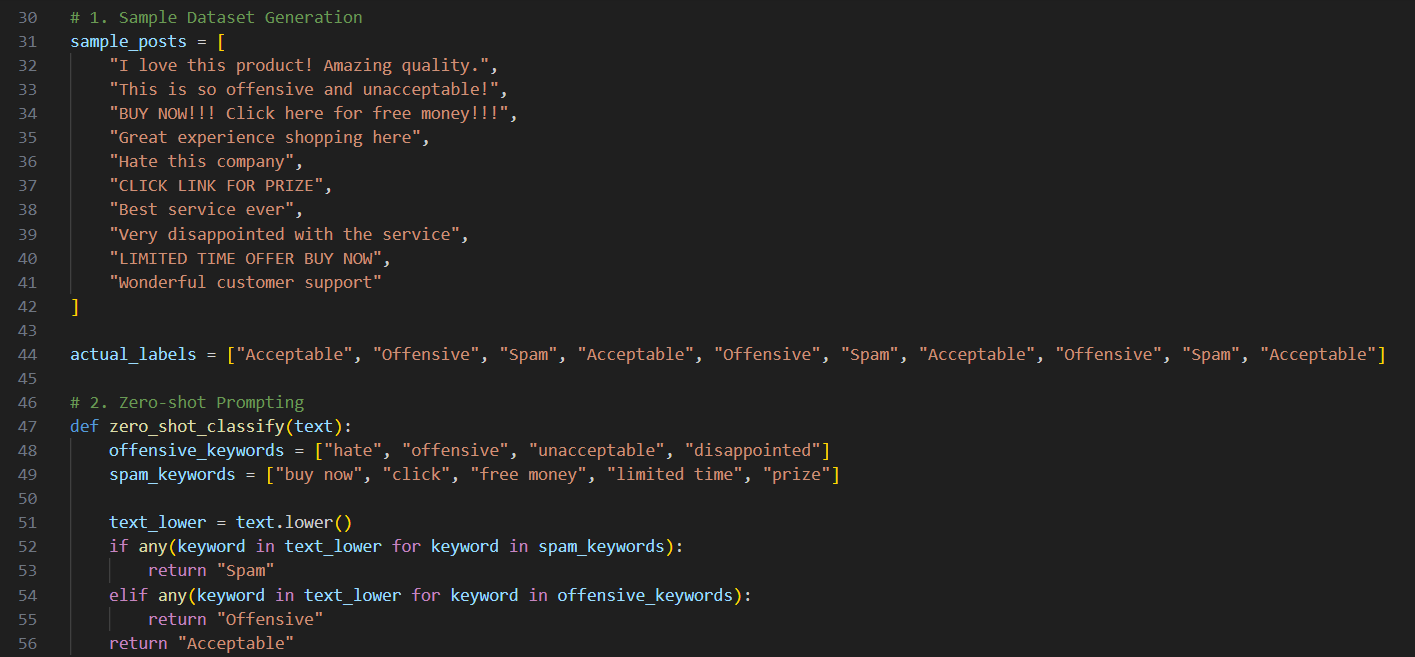 30 # 1. Sample Dataset Generation
31 sample_posts = [
32     "I love this product! Amazing quality.",
33     "This is so offensive and unacceptable!",
34     "BUY NOW!!! Click here for free money!!!",
35     "Great experience shopping here",
36     "Hate this company",
37     "CLICK LINK FOR PRIZE",
38     "Best service ever",
39     "Very disappointed with the service",
40     "LIMITED TIME OFFER BUY NOW",
41     "Wonderful customer support"
42 ]
43
44 actual_labels = ["Acceptable", "Offensive", "Spam", "Acceptable", "Offensive", "Spam", "Acceptable", "Offensive", "Spam", "Acceptable"]
45
46 # 2. Zero-shot Prompting
47 def zero_shot_classify(text):
48     offensive_keywords = ["hate", "offensive", "unacceptable", "disappointed"]
49     spam_keywords = ["buy now", "click", "free money", "limited time", "prize"]
50
51     text_lower = text.lower()
52     if any(keyword in text_lower for keyword in spam_keywords):
53         return "Spam"
54     elif any(keyword in text_lower for keyword in offensive_keywords):
55         return "Offensive"
56     return "Acceptable"